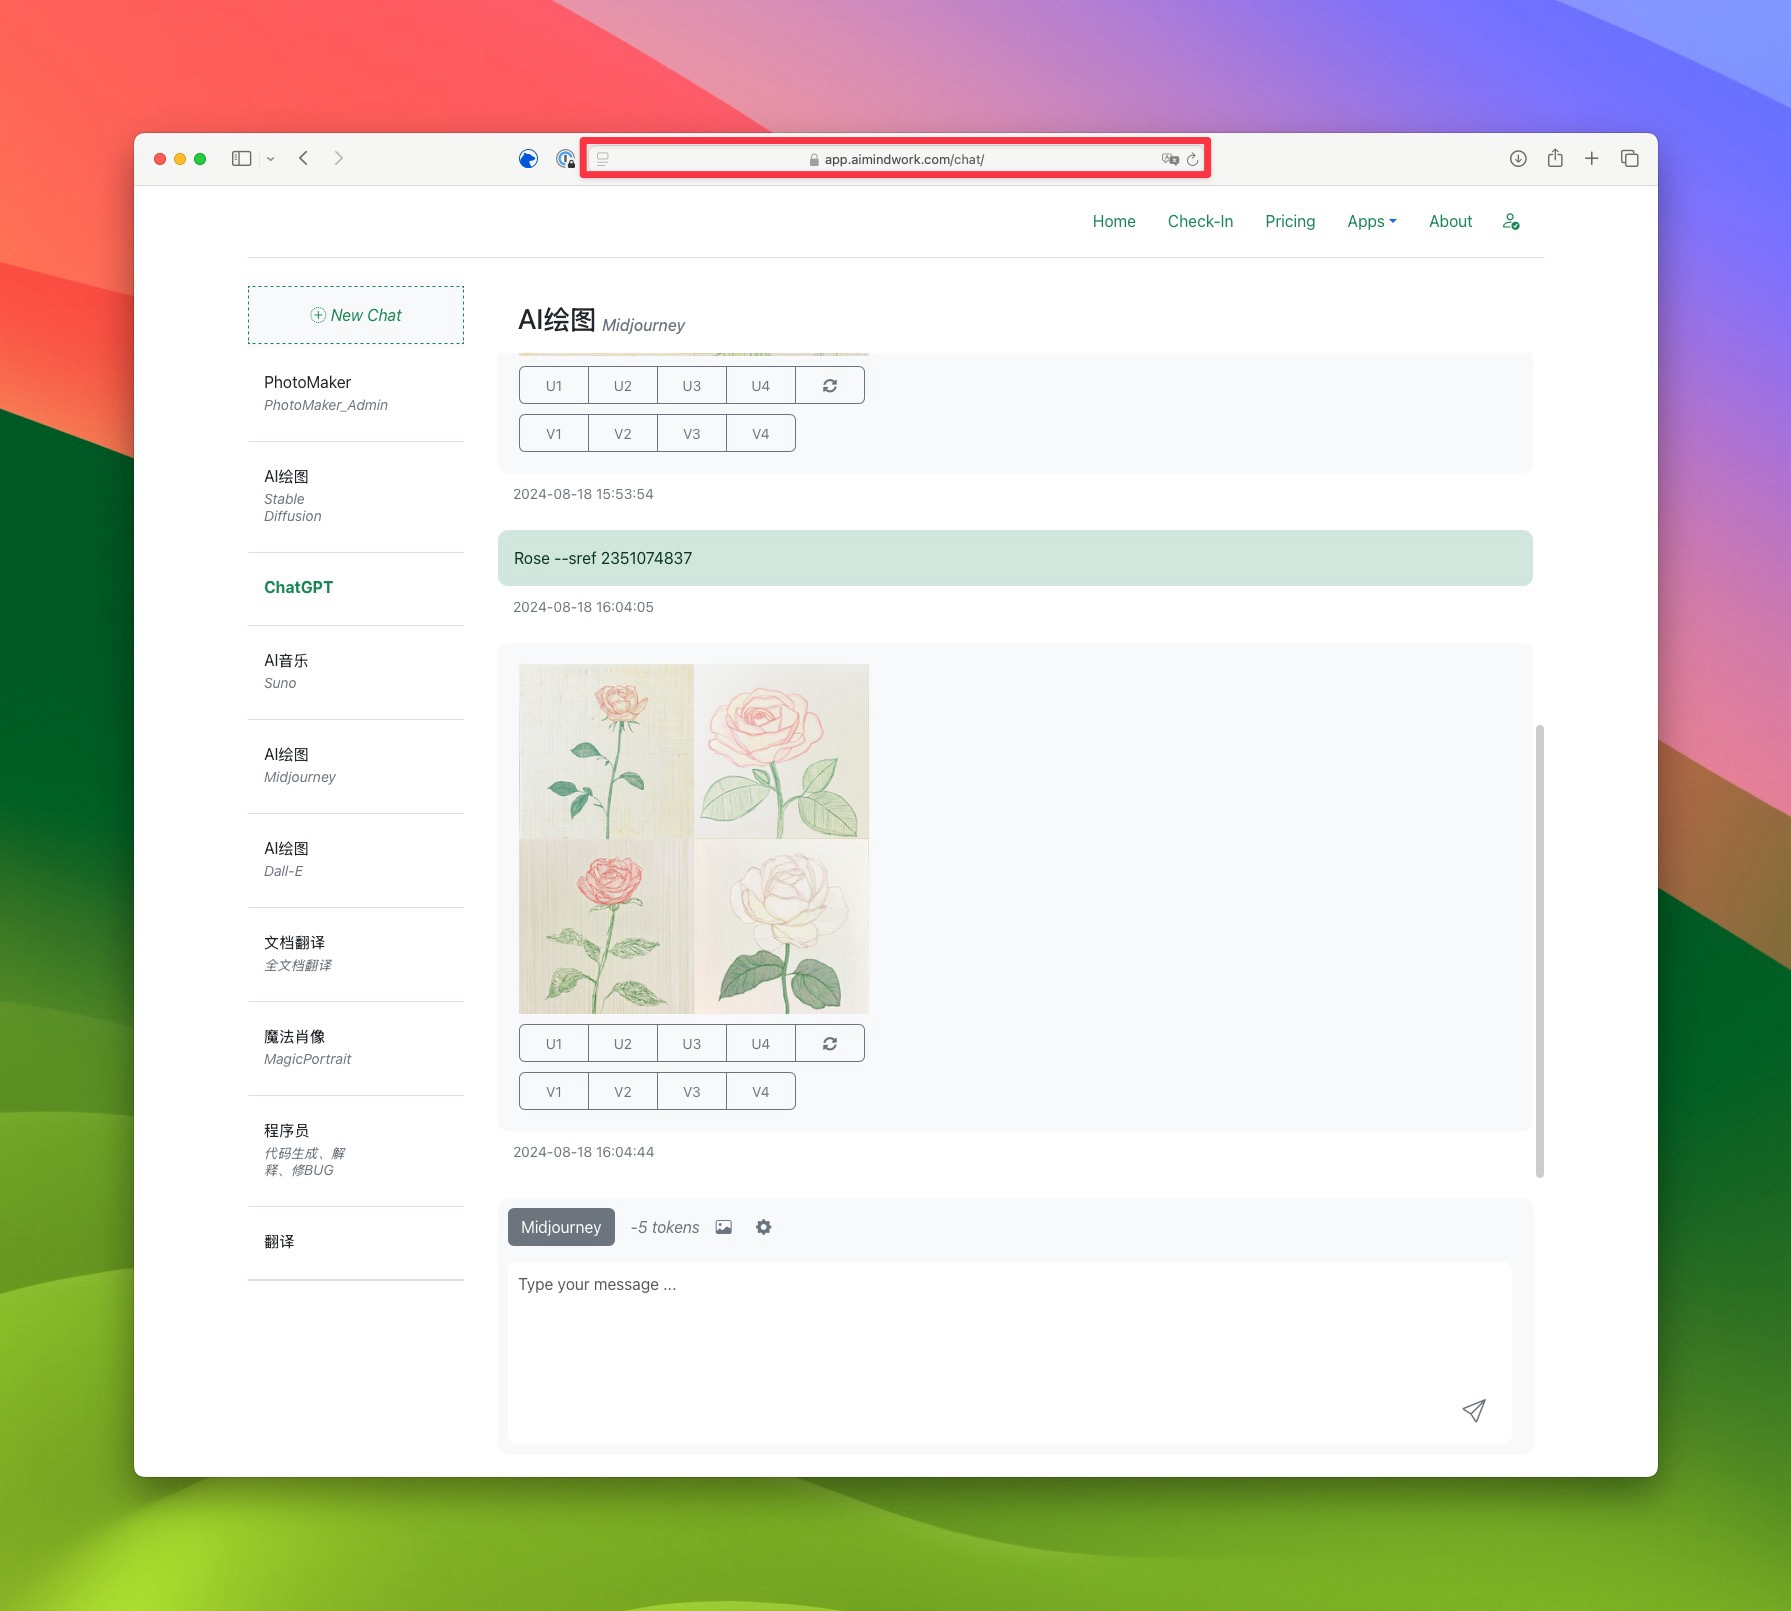 app.aimindwork.com/chat/
Home Check-In Pricing Apps About
New Chat
PhotoMaker
PhotoMaker_Admin
AI绘图
Stable
Diffusion
ChatGPT
AI音乐
Suno
AI绘图
Midjourney
AI绘图
Dall-E
文档翻译
全文档翻译
魔法肖像
MagicPortrait
程序员
代码生成、解
释、修BUG
翻译
AI绘图 Midjourney
U1 U2 U3 U4
V1 V2 V3 V4
2024-08-18 15:53:54
Rose --sref 2351074837
2024-08-18 16:04:05
U1 U2 U3 U4
V1 V2 V3 V4
2024-08-18 16:04:44
Midjourney -5 tokens
Type your message ...